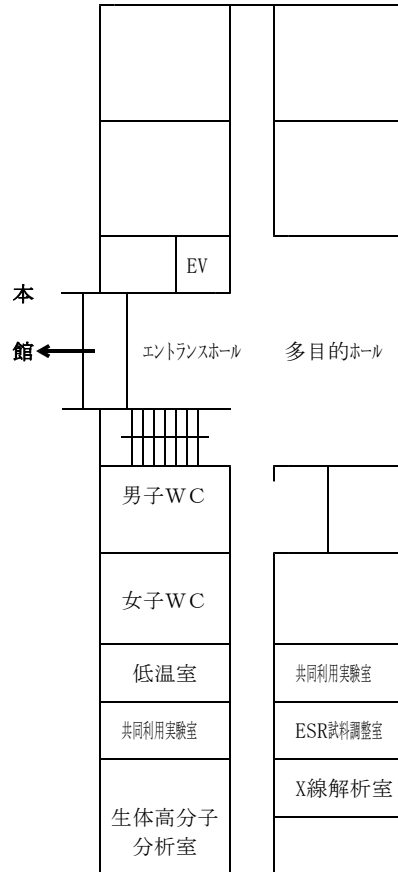 EV
本
館
エントランスホール
多目的ホール
男子WC
女子WC
低温室
共同利用実験室
共同利用実験室
ESR試料調整室
X線解析室
生体高分子
分析室